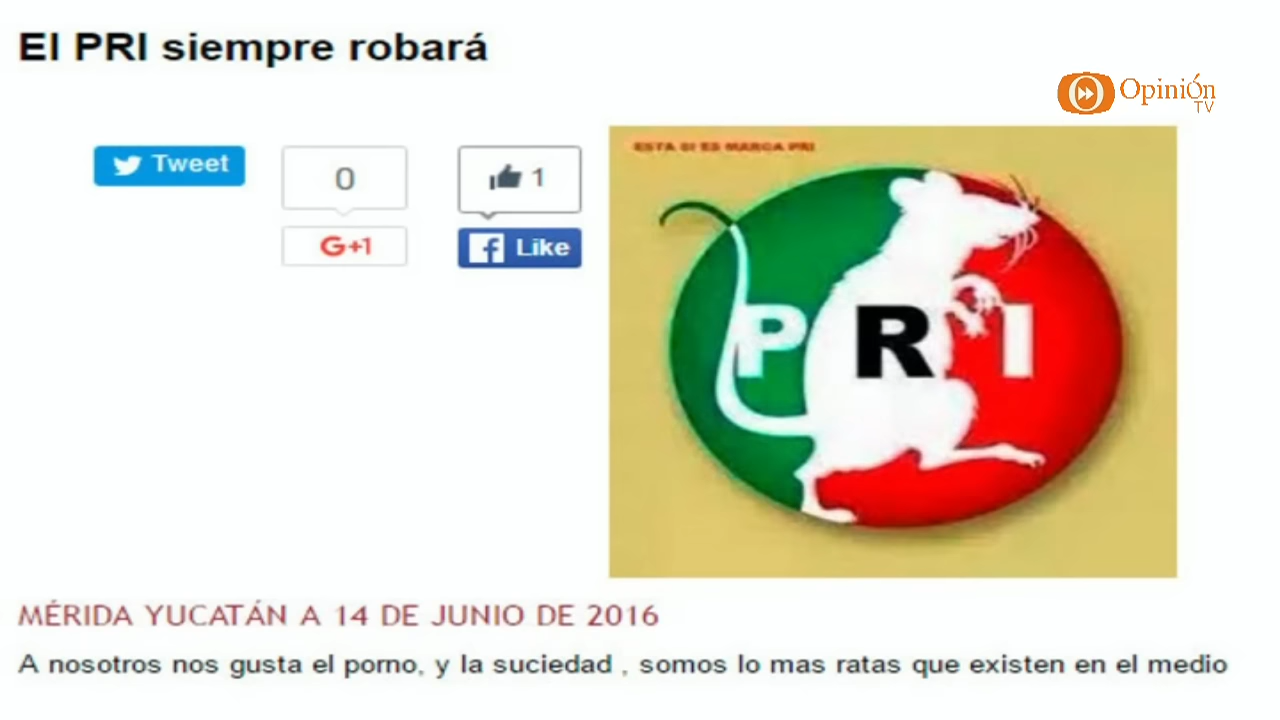 El PRI siempre robará
Opinión
TV
Tweet
0
1
G+1
Like
ESTA SI ES MARCA PRI
PRI
MÉRIDA YUCATÁN A 14 DE JUNIO DE 2016
A nosotros nos gusta el porno, y la suciedad , somos lo mas ratas que existen en el medio